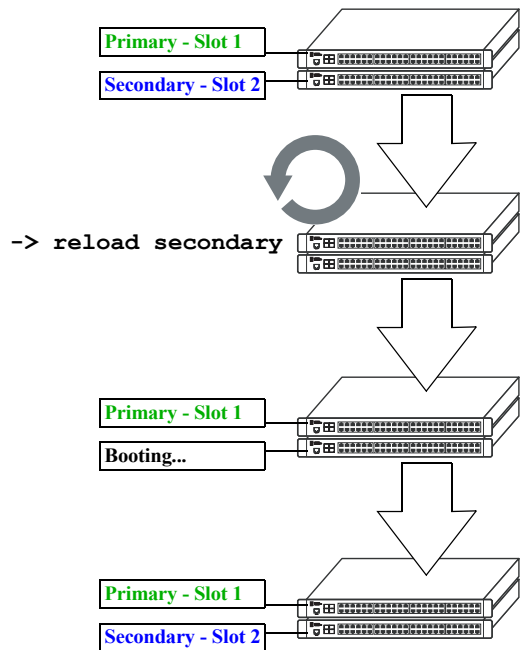 Primary - Slot 1
Secondary - Slot 2
-> reload secondary
Primary - Slot 1
Booting...
Primary - Slot 1
Secondary - Slot 2